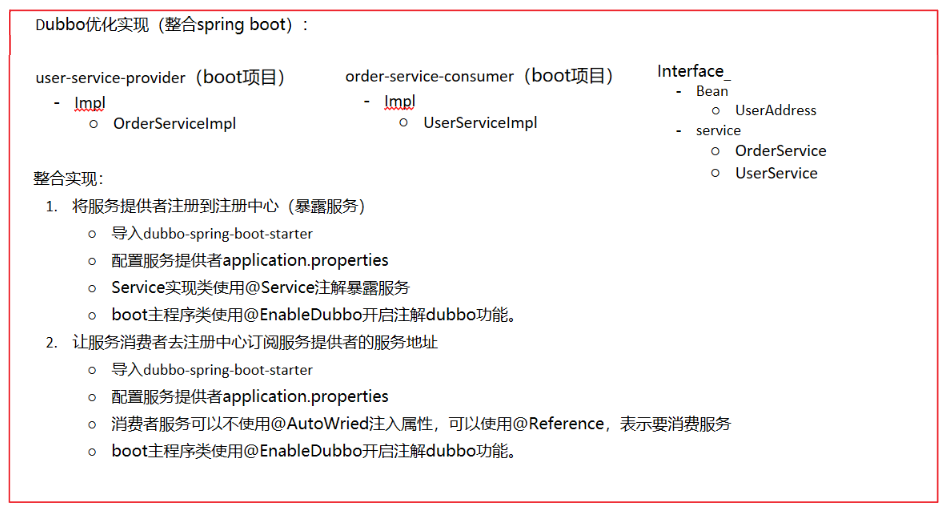 Dubbo优化实现（整合spring boot）：
user-service-provider（boot项目）
- Impl
○ OrderServiceImpl
order-service-consumer（boot项目）
- Impl
○ UserServiceImpl
Interface_
- Bean
○ UserAddress
- service
○ OrderService
○ UserService
整合实现：
1. 将服务提供者注册到注册中心（暴露服务）
○ 导入dubbo-spring-boot-starter
○ 配置服务提供者application.properties
○ Service实现类使用@Service注解暴露服务
○ boot主程序类使用@EnableDubbo开启注解dubbo功能。
2. 让服务消费者去注册中心订阅服务提供者的服务地址
○ 导入dubbo-spring-boot-starter
○ 配置服务提供者application.properties
○ 消费者服务可以不使用@AutoWried注入属性，可以使用@Reference，表示要消费服务
○ boot主程序类使用@EnableDubbo开启注解dubbo功能。